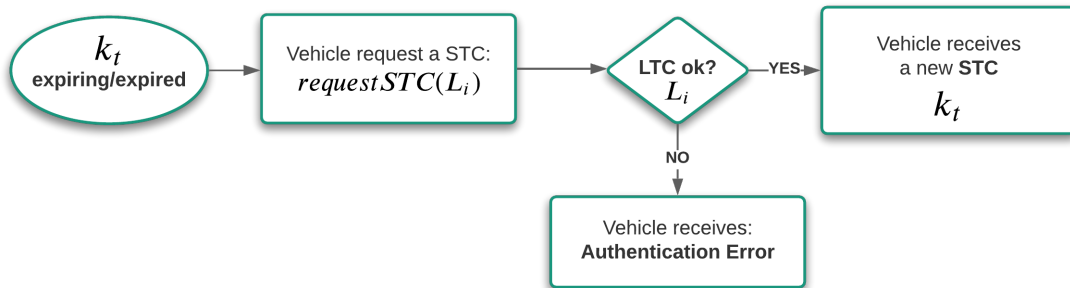 k_t
expiring/expired
Vehicle request a STC:
requestSTC(L_i)
LTC ok?
L_i
YES
Vehicle receives
a new STC
k_t
NO
Vehicle receives:
Authentication Error